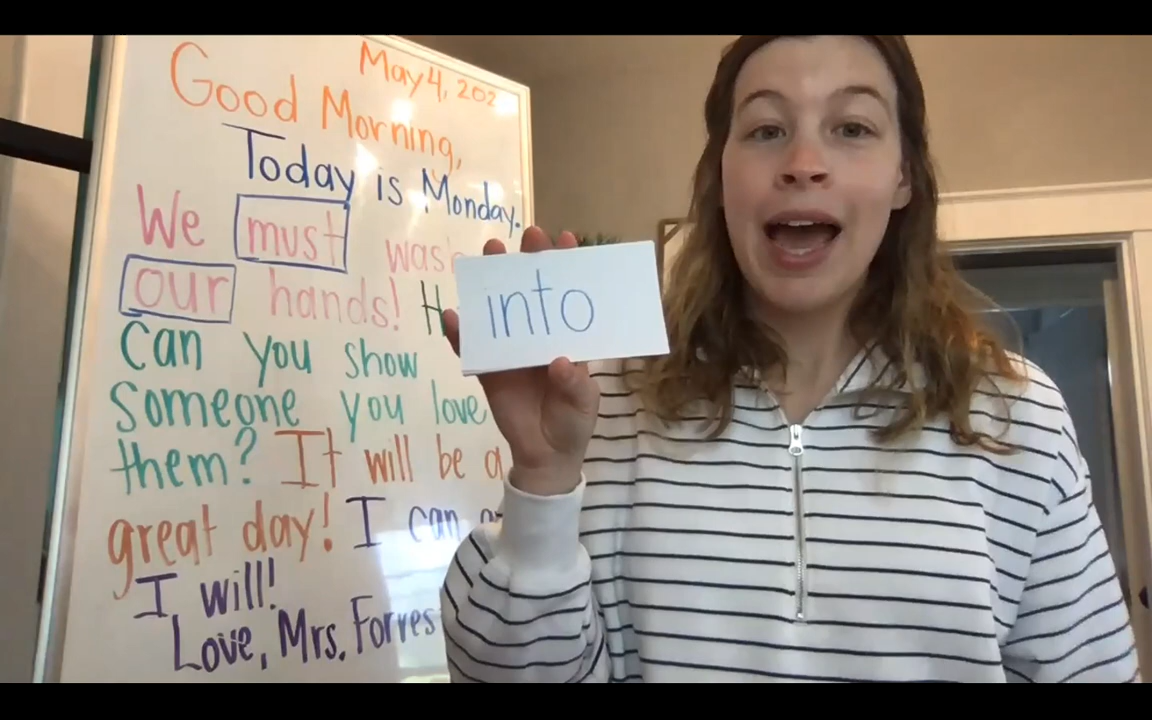 May 4, 202
Good Morning,
Today is Monday.
We must was
our hands! H
Can you show
someone you love
them? It will be a
great day! I can
I will!
Love, Mrs. Forres
into